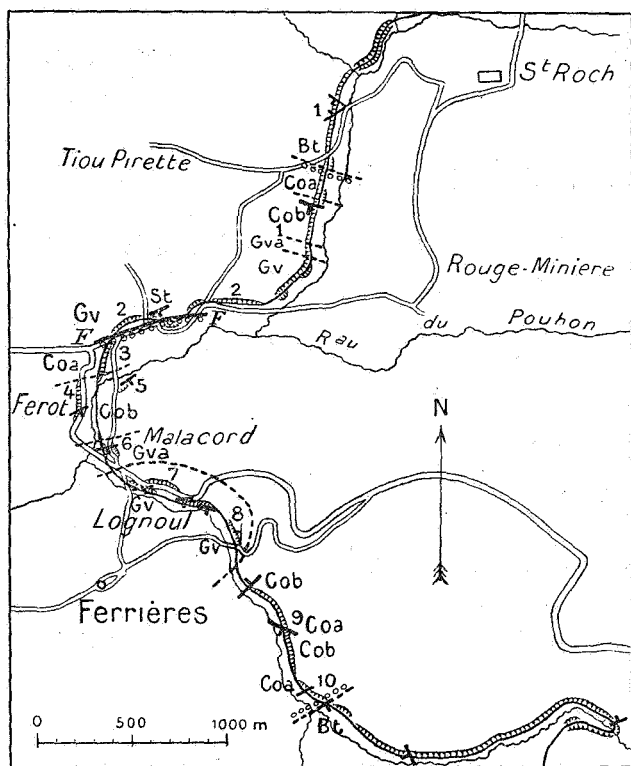 St Roch
1
Bt
Tiou Pirette
Coa
Cob
1
Gva
Gv
Rouge-Miniere
2
2
St
Gv
F
F
Rau du Pouhon
3
Coa
4
5
Ferot
Cob
N
Malacord
6
Gva
7
Gv
Lognoul
8
Gv
Cob
Ferrières
9
Coa
Cob
Coa
10
Bt
0 500 1000 m